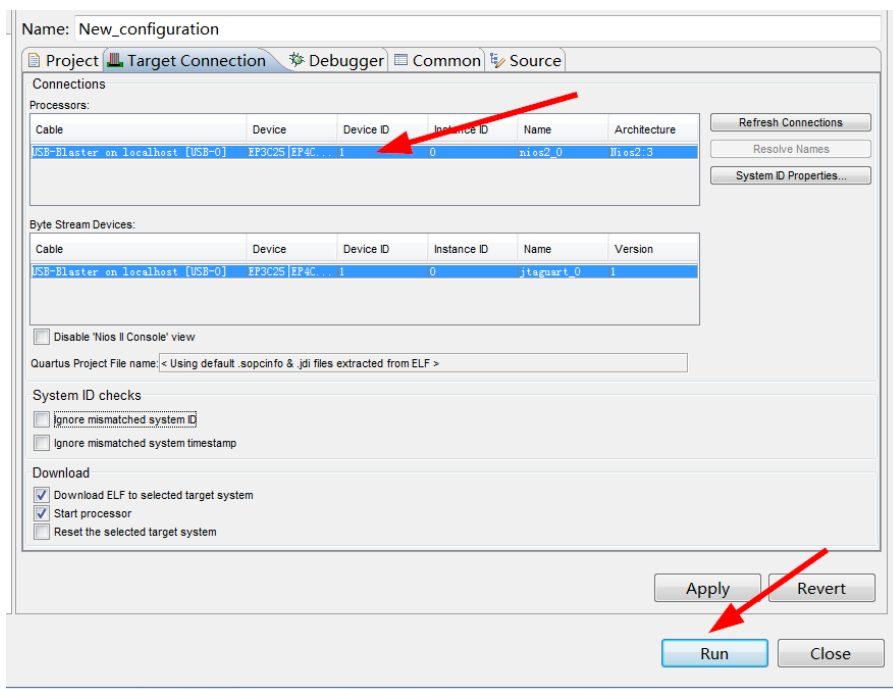 Name: New_configuration
Project Target Connection Debugger Common Source
Connections
Processors:
Cable Device Device ID Instance ID Name Architecture
USB-Blaster on localhost [USB-0] EP3C25|EP4C... 1 0 nios2_0 Nios2:3
Refresh Connections
Resolve Names
System ID Properties...
Byte Stream Devices:
Cable Device Device ID Instance ID Name Version
USB-Blaster on localhost [USB-0] EP3C25|EP4C... 1 0 jtaguart_0 1
Disable 'Nios II Console' view
Quartus Project File name: < Using default .sopcinfo & .jdi files extracted from ELF >
System ID checks
Ignore mismatched system ID
Ignore mismatched system timestamp
Download
Download ELF to selected target system
Start processor
Reset the selected target system
Apply Revert
Run Close